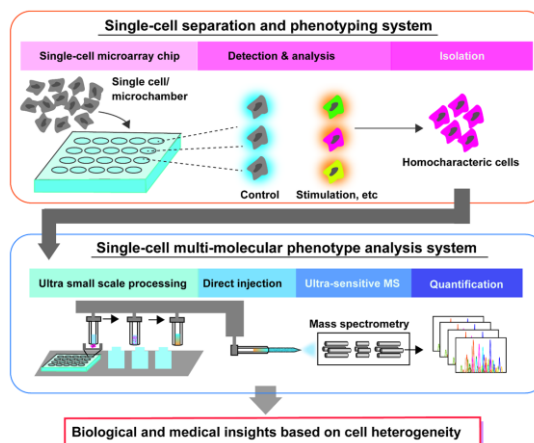 Single-cell separation and phenotyping system
Single-cell microarray chip
Detection & analysis
Isolation
Single cell/
microchamber
Homocharacteric cells
Control
Stimulation, etc
Single-cell multi-molecular phenotype analysis system
Ultra small scale processing
Direct injection
Ultra-sensitive MS
Quantification
Mass spectrometry
Biological and medical insights based on cell heterogeneity